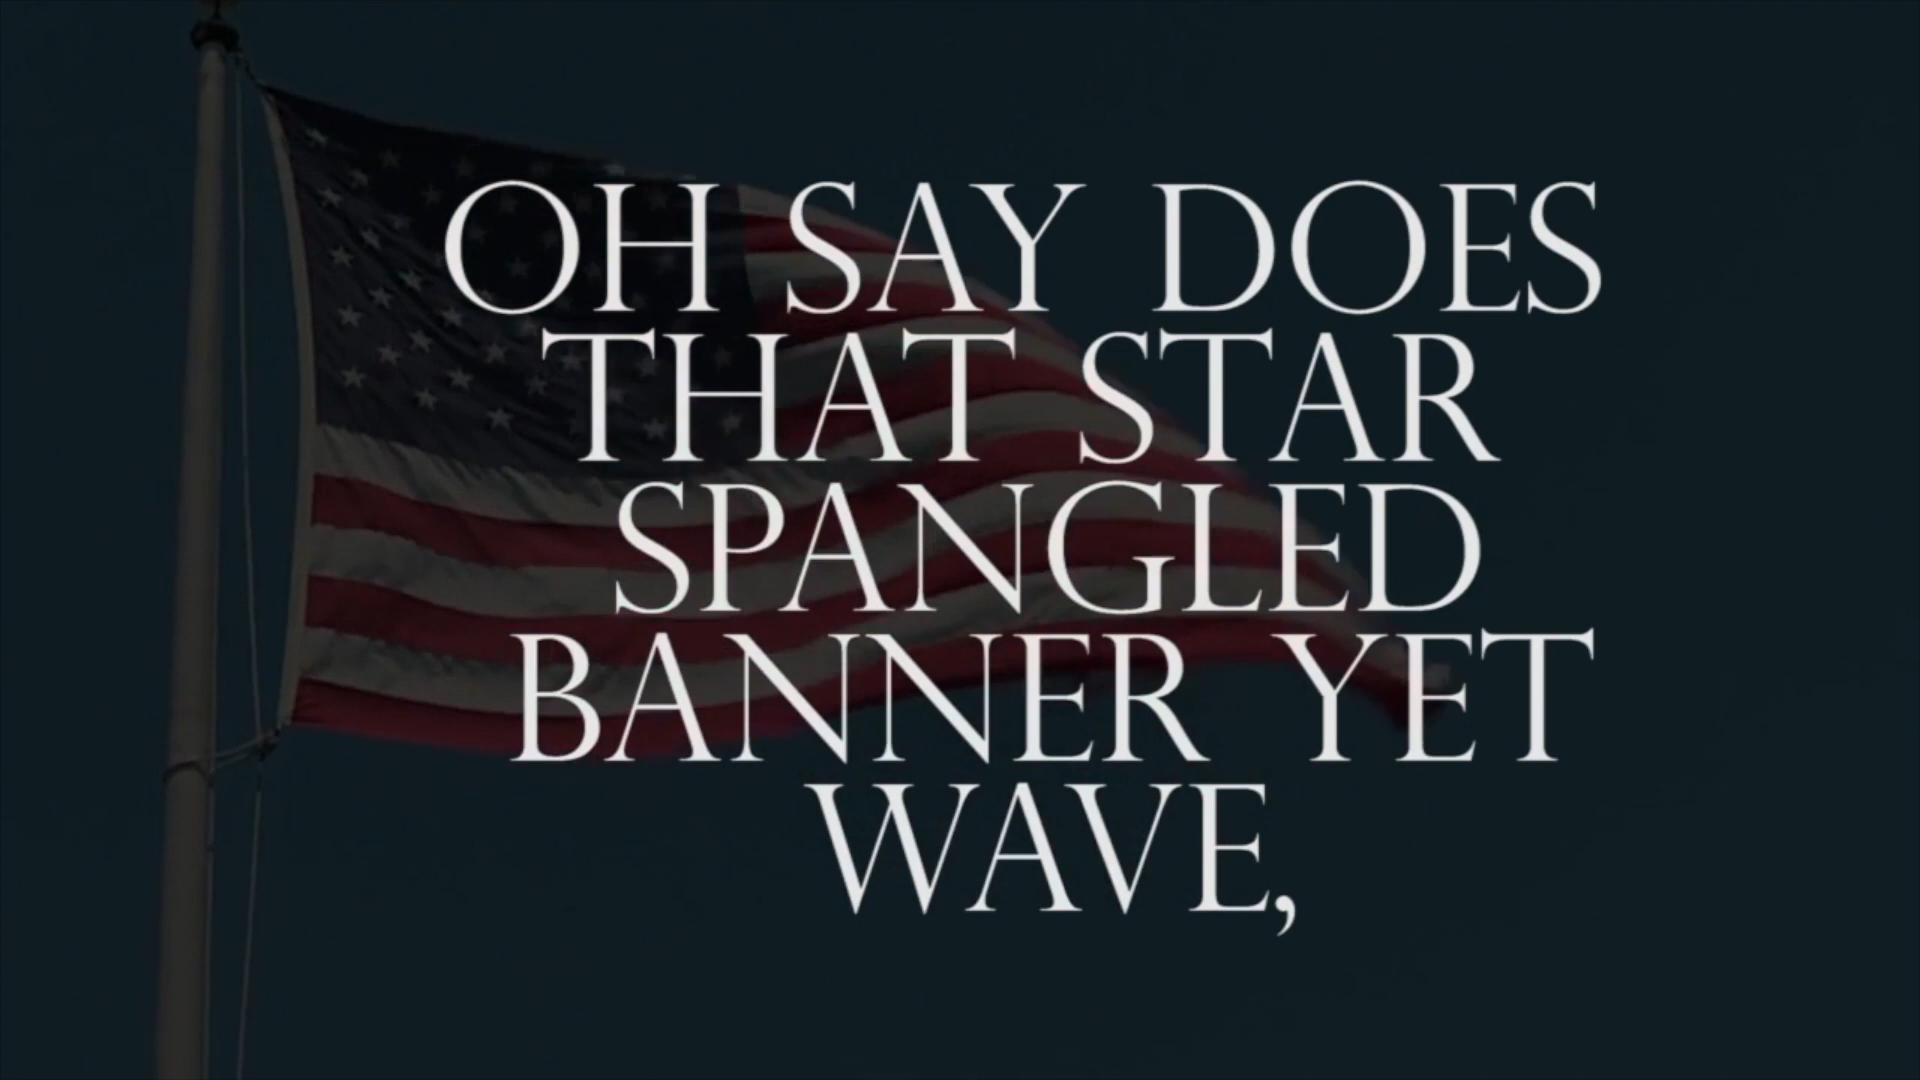 OH SAY DOES
THAT STAR
SPANGLED
BANNER YET
WAVE,